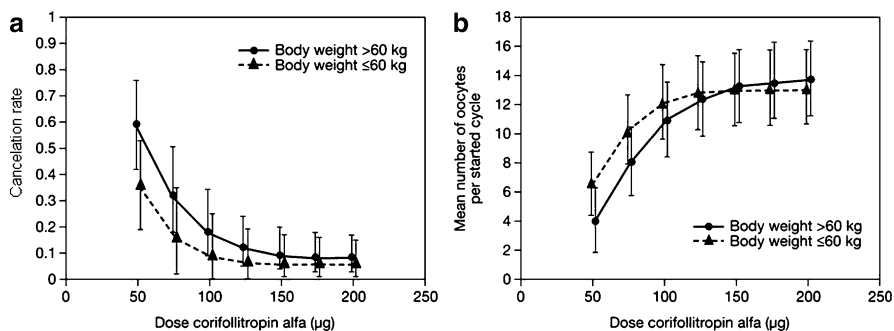 a
Cancelation rate
1
0.9
0.8
0.7
0.6
0.5
0.4
0.3
0.2
0.1
0
Body weight >60 kg
Body weight ≤60 kg
0 50 100 150 200 250
Dose corifollitropin alfa (µg)
b
Mean number of oocytes
per started cycle
18
16
14
12
10
8
6
4
2
0
Body weight >60 kg
Body weight ≤60 kg
0 50 100 150 200 250
Dose corifollitropin alfa (µg)